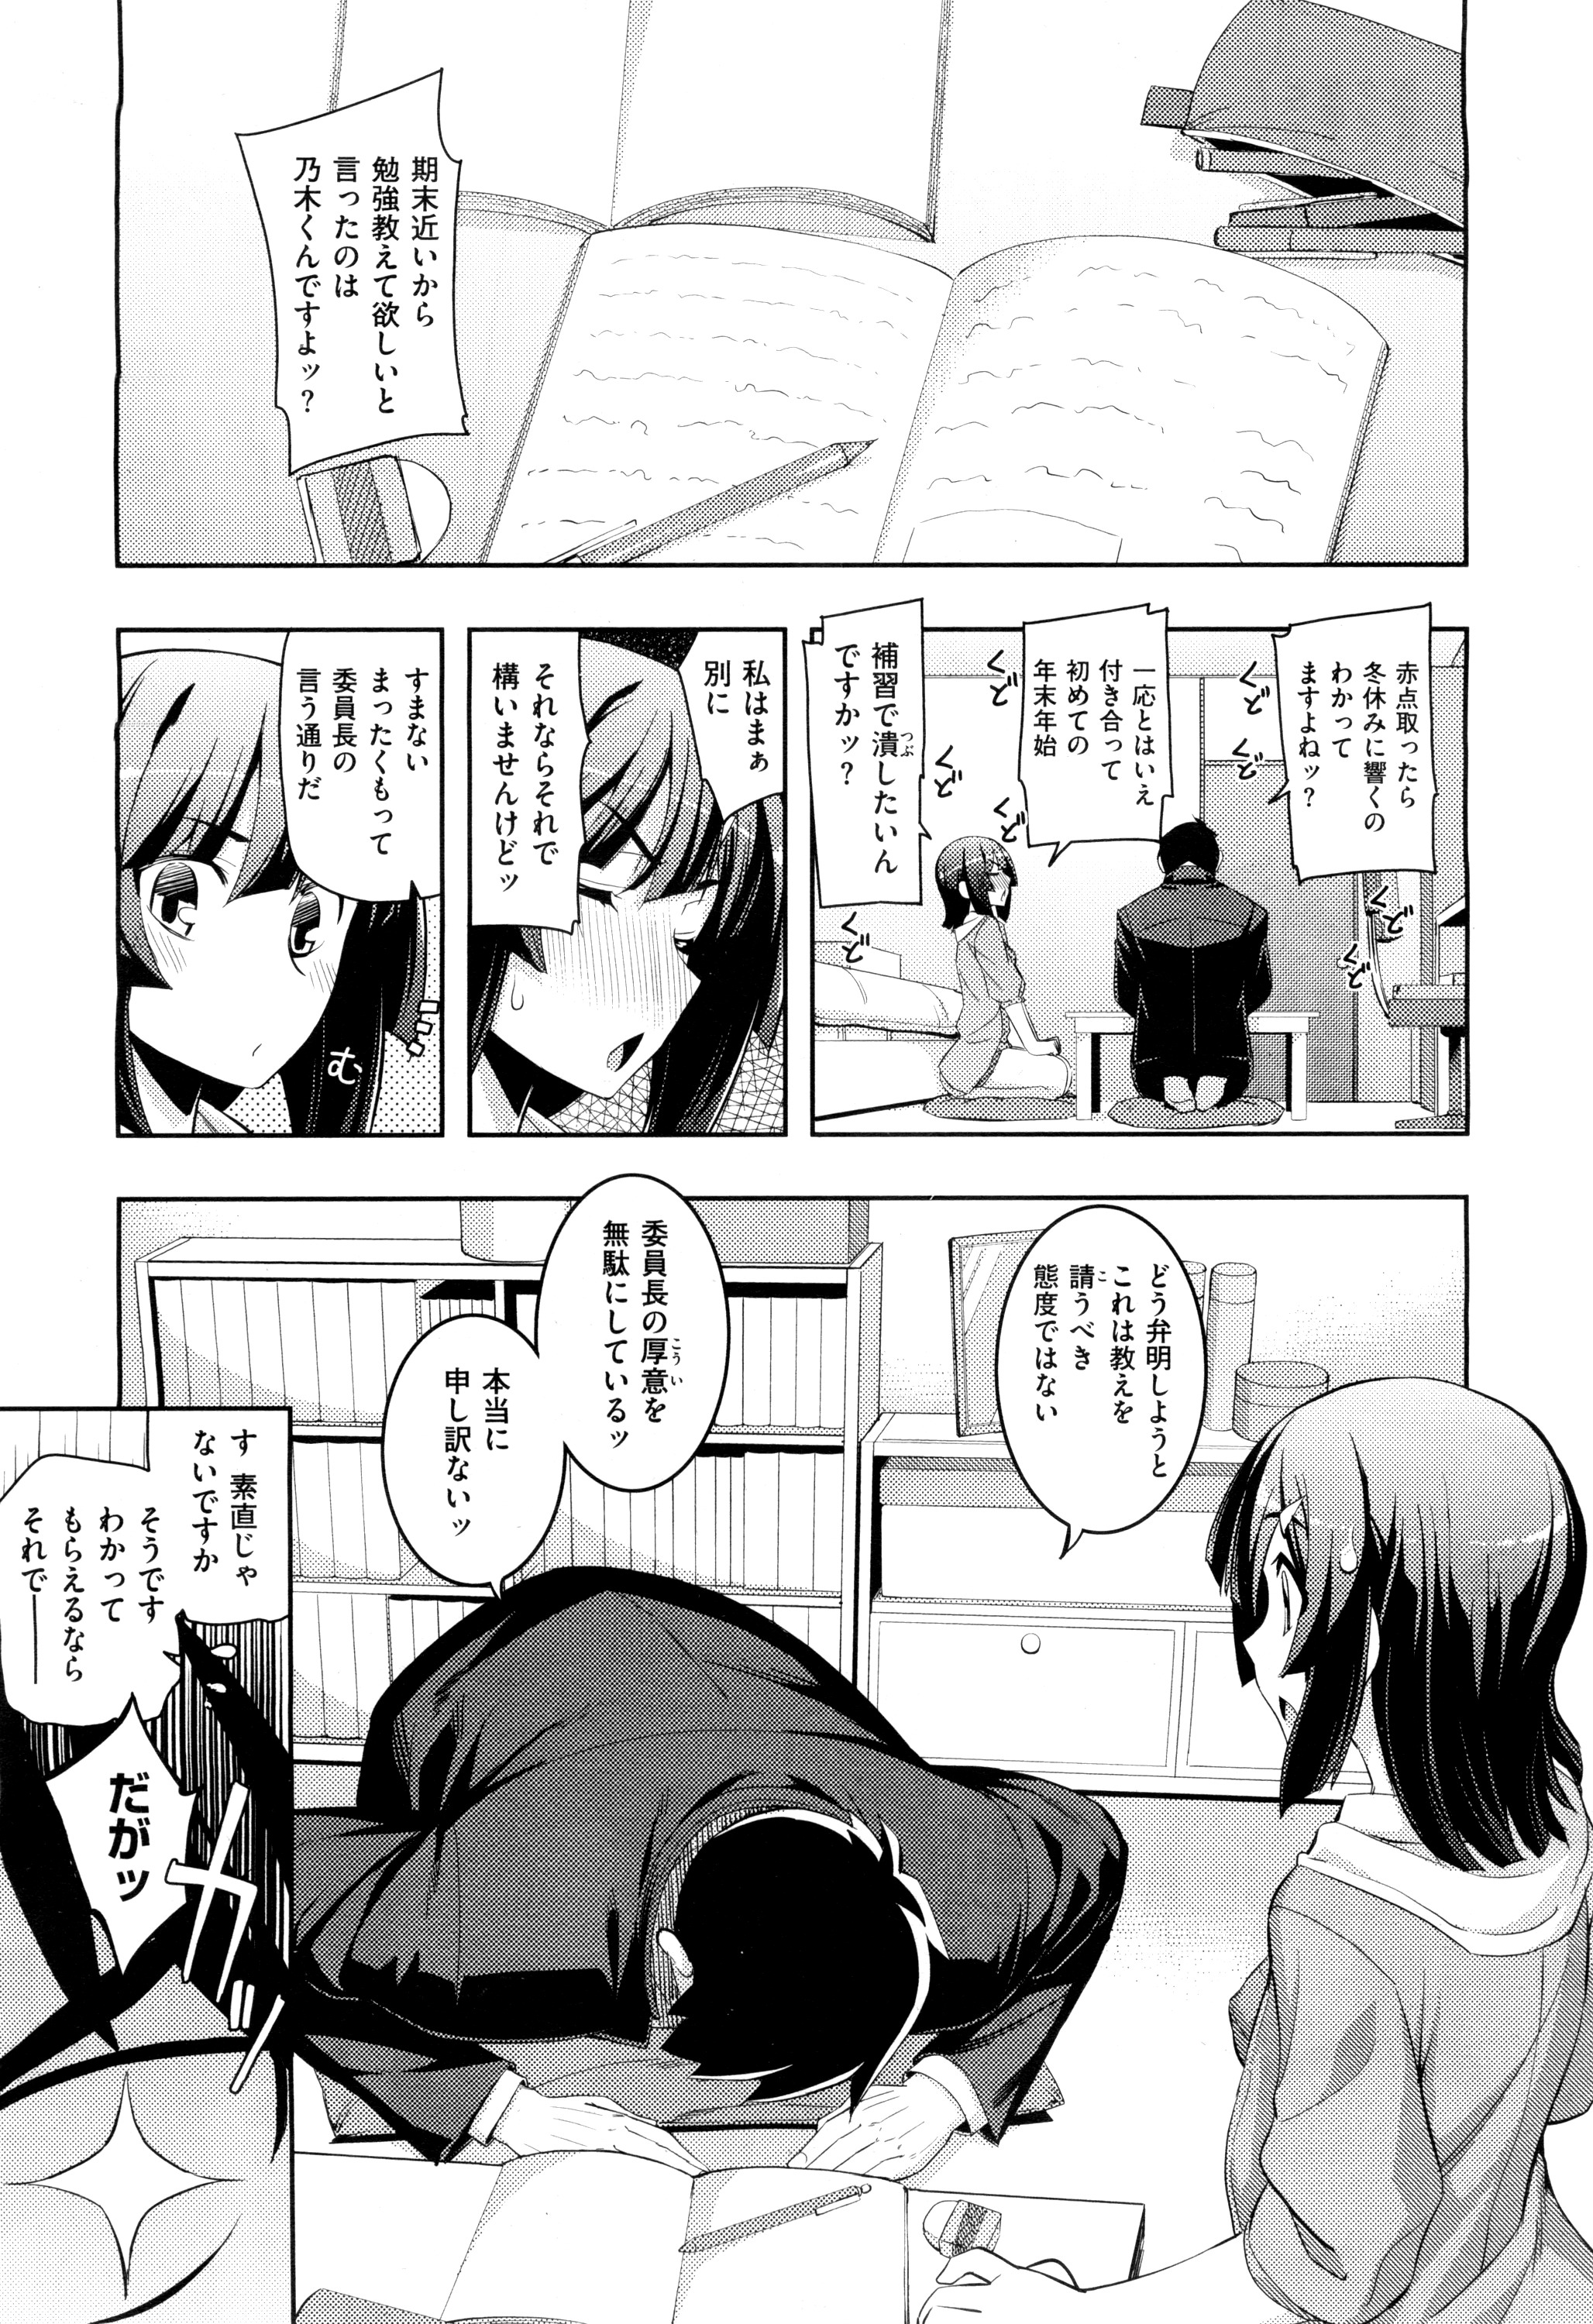 期末近いから
勉強教えて欲しいと
言ったのは
乃木くんですよッ？
赤点取ったら
冬休みに響くの
わかって
ますよねッ？
一応とはいえ
付き合って
初めての
年末年始
補習で潰したいん
つぶ
ですかッ？
くど
くど
くど
くど
くど
くど
くど
くど
私はまぁ
別に
それならそれで
構いませんけどッ
すまない
まったくもって
委員長の
言う通りだ
む
どう弁明しようと
これは教えを
請うべき
こ
態度ではない
委員長の厚意を
こうい
無駄にしているッ
本当に
申し訳ないッ
す 素直じゃ
ないですか
そうです
わかって
もらえるなら
それで――
だがッ